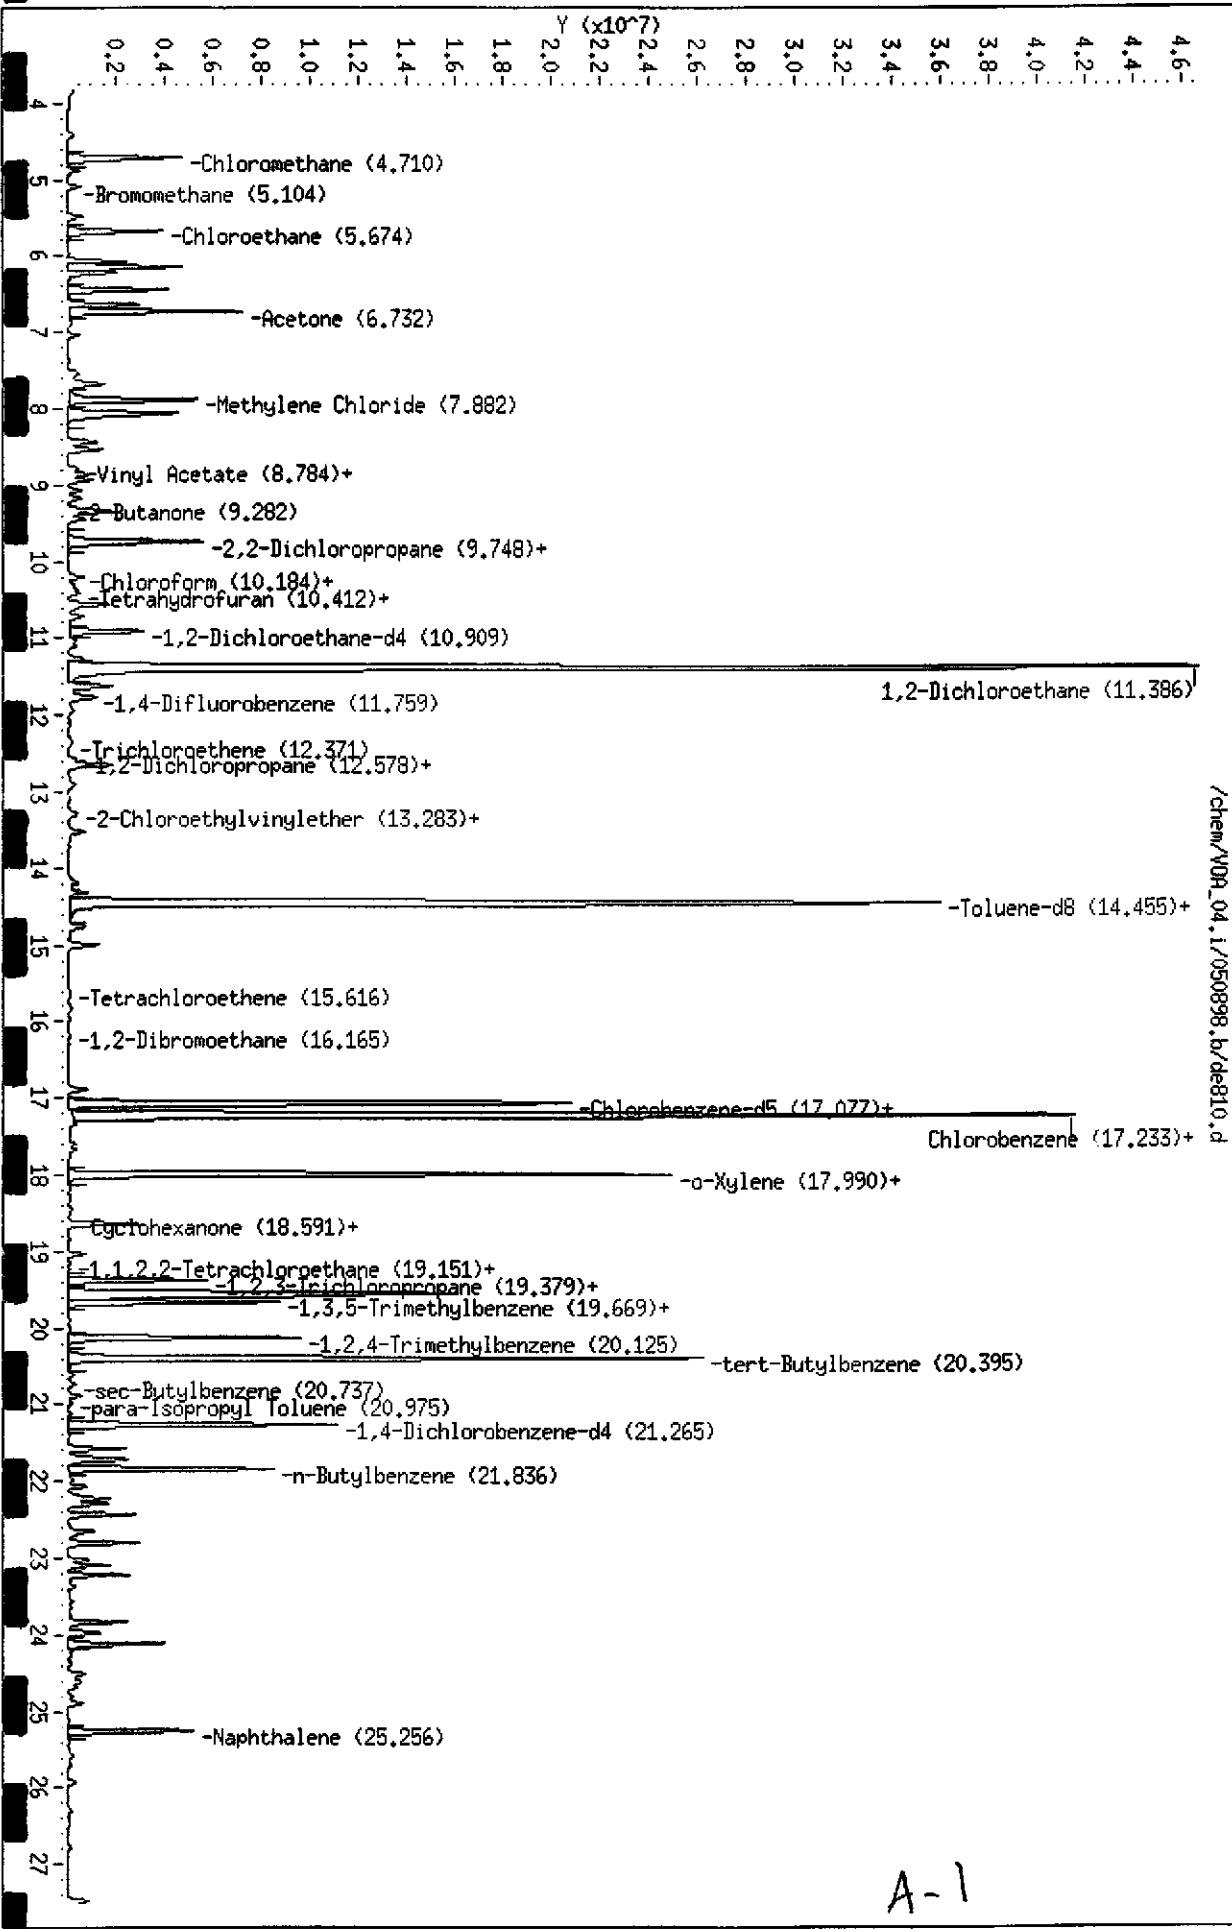 Y (x10^7)
0.2 0.4 0.6 0.8 1.0 1.2 1.4 1.6 1.8 2.0 2.2 2.4 2.6 2.8 3.0 3.2 3.4 3.6 3.8 4.0 4.2 4.4 4.6
4
-Chloromethane (4.710)
5
-Bromomethane (5.104)
-Chloroethane (5.674)
6
-Acetone (6.732)
7
-Methylene Chloride (7.882)
8
-Vinyl Acetate (8.784)+
9
-2-Butanone (9.282)
-2,2-Dichloropropane (9.748)+
10
-Chloroform (10.184)+
-Tetrahydrofuran (10.412)+
11
-1,2-Dichloroethane-d4 (10.909)
1,2-Dichloroethane (11.386)
-1,4-Difluorobenzene (11.759)
12
-Trichloroethene (12.371)
-1,2-Dichloropropane (12.578)+
13
-2-Chloroethylvinylether (13.283)+
/chem/VOA_04.i/050898.b/de810.d
14
-Toluene-d8 (14.455)+
15
-Tetrachloroethene (15.616)
16
-1,2-Dibromoethane (16.165)
17
-Chlorobenzene-d5 (17.077)+
Chlorobenzene (17.233)+
18
-o-Xylene (17.990)+
-Cyclohexanone (18.591)+
19
-1,1,2,2-Tetrachloroethane (19.151)+
-1,2,3-Trichloropropane (19.379)+
-1,3,5-Trimethylbenzene (19.669)+
20
-1,2,4-Trimethylbenzene (20.125)
-tert-Butylbenzene (20.395)
-sec-Butylbenzene (20.737)
21
-para-Isopropyl Toluene (20.975)
-1,4-Dichlorobenzene-d4 (21.265)
22
-n-Butylbenzene (21.836)
23
24
25
-Naphthalene (25.256)
26
27
A-1